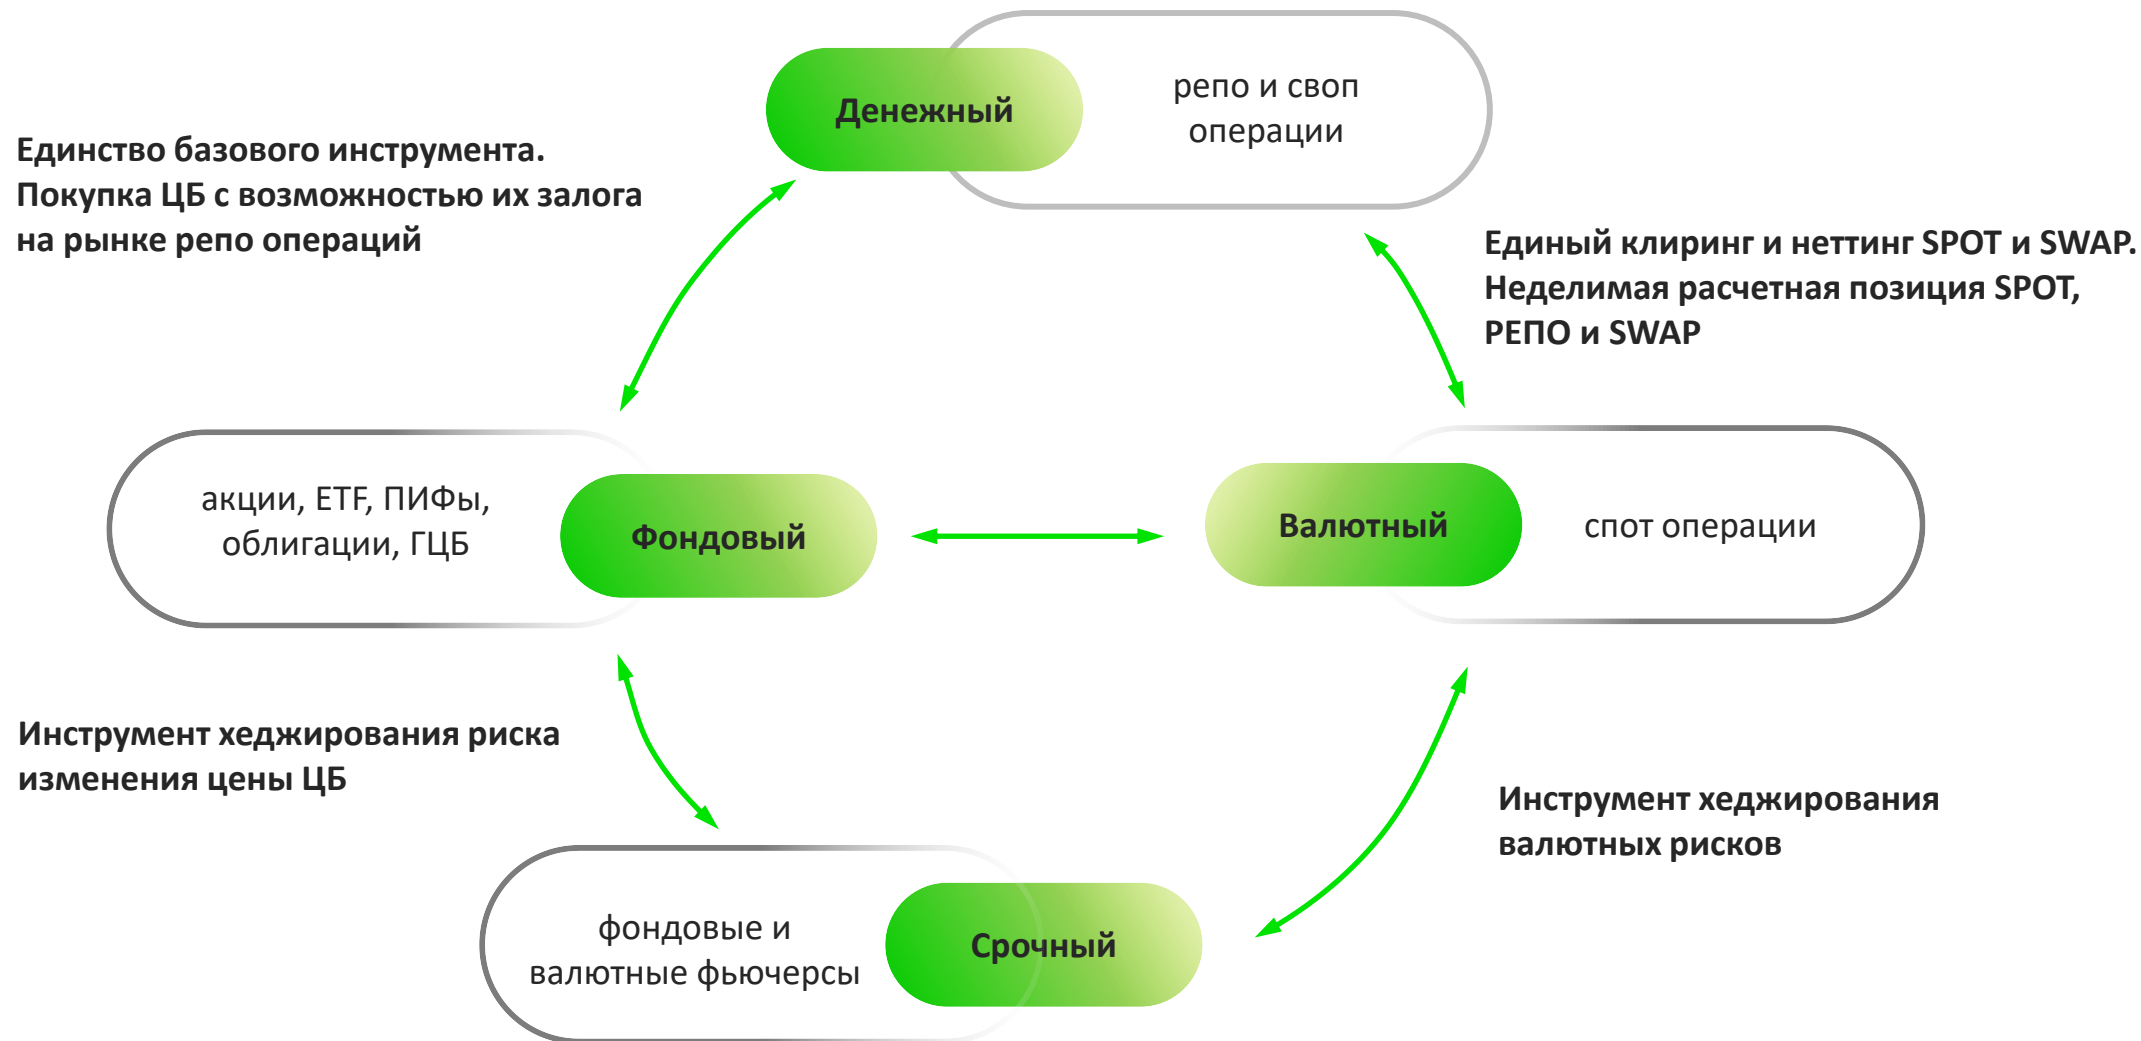 Денежный
репо и своп
операции
Единство базового инструмента.
Покупка ЦБ с возможностью их залога
на рынке репо операций
Единый клиринг и неттинг SPOT и SWAP.
Неделимая расчетная позиция SPOT,
РЕПО и SWAP
акции, ETF, ПИФы,
облигации, ГЦБ
Фондовый
Валютный
спот операции
Инструмент хеджирования риска
изменения цены ЦБ
Инструмент хеджирования
валютных рисков
фондовые и
валютные фьючерсы
Срочный